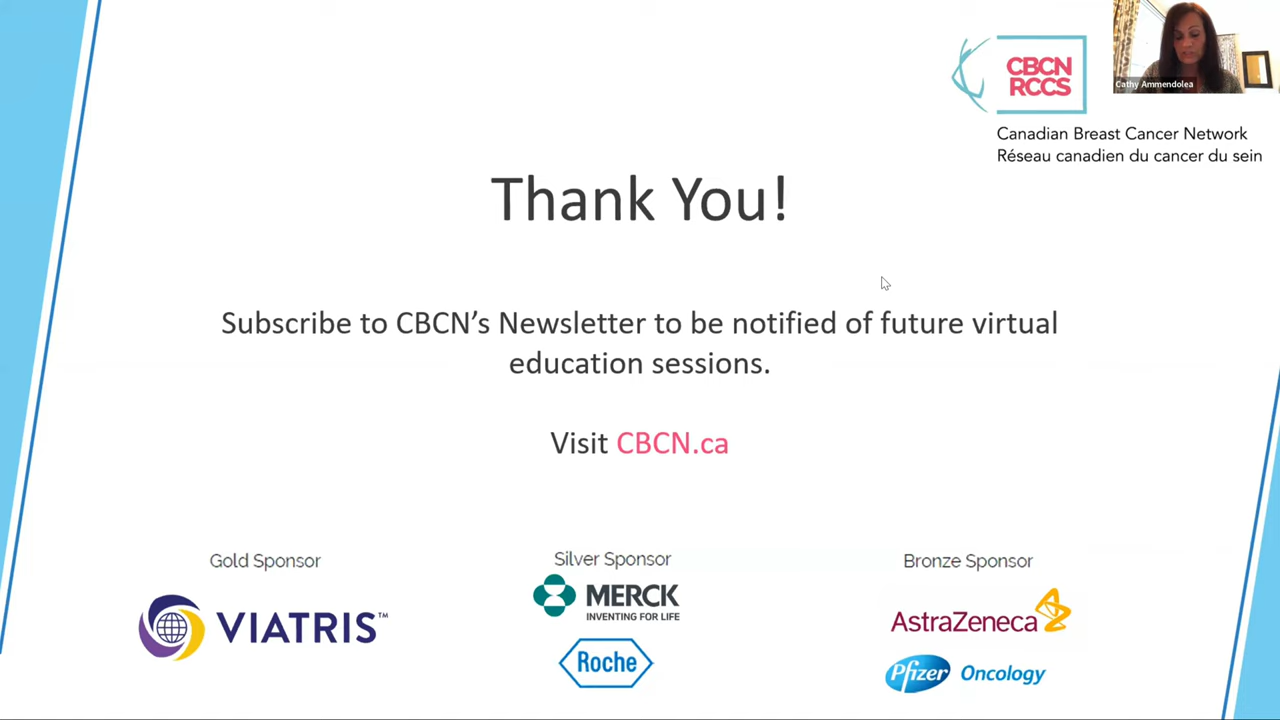 CBCN
RCCS
Cathy Ammendolea
Canadian Breast Cancer Network
Réseau canadien du cancer du sein
Thank You!
Subscribe to CBCN’s Newsletter to be notified of future virtual
education sessions.
Visit CBCN.ca
Gold Sponsor
VIATRIS™
Silver Sponsor
MERCK
INVENTING FOR LIFE
Roche
Bronze Sponsor
AstraZeneca
Pfizer Oncology